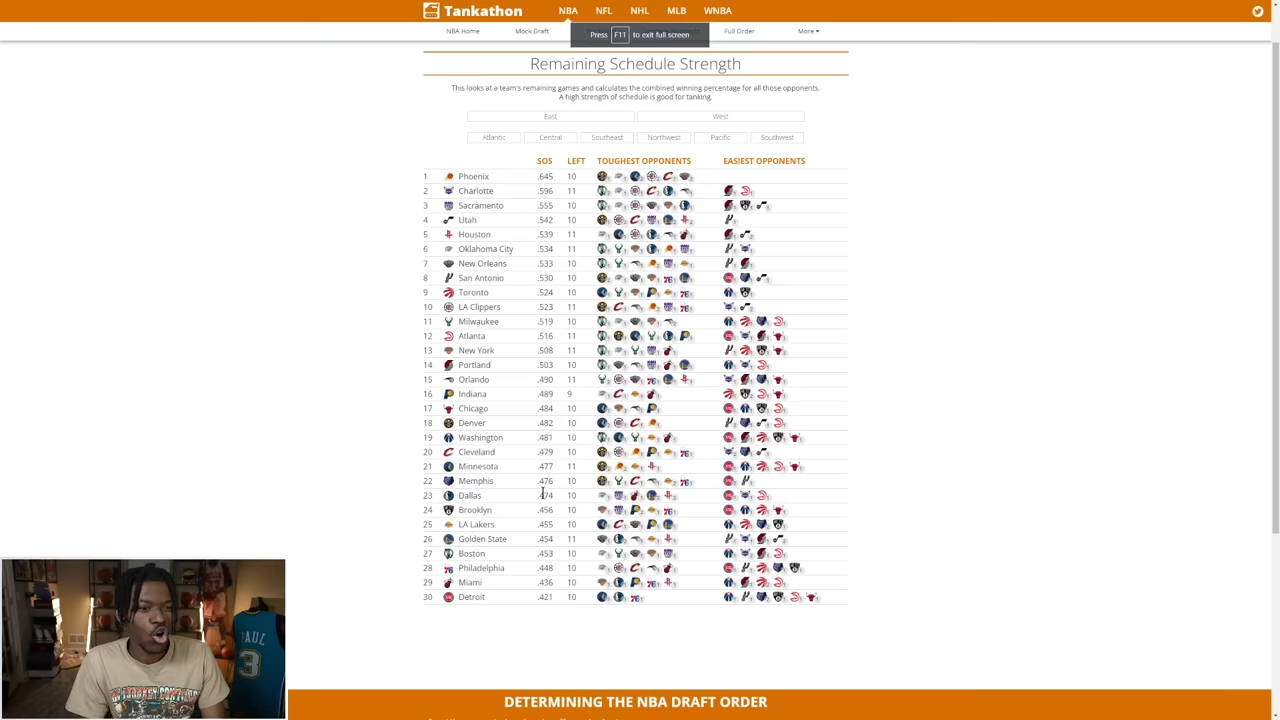 Tankathon NBA NFL NHL MLB WNBA
NBA Home Mock Draft Full Order More
Press F11 to exit full screen
Remaining Schedule Strength
This looks at a team's remaining games and calculates the combined winning percentage for all those opponents.
A high strength of schedule is good for tanking.
East West
Atlantic Central Southeast Northwest Pacific Southwest
SOS LEFT TOUGHEST OPPONENTS EASIEST OPPONENTS
1 Phoenix .645 10
2 Charlotte .596 11
3 Sacramento .555 10
4 Utah .542 10
5 Houston .539 11
6 Oklahoma City .534 11
7 New Orleans .533 10
8 San Antonio .530 10
9 Toronto .524 10
10 LA Clippers .523 11
11 Milwaukee .519 10
12 Atlanta .516 11
13 New York .508 11
14 Portland .503 10
15 Orlando .490 11
16 Indiana .489 9
17 Chicago .484 10
18 Denver .482 10
19 Washington .481 10
20 Cleveland .479 10
21 Minnesota .477 11
22 Memphis .476 10
23 Dallas .474 10
24 Brooklyn .456 10
25 LA Lakers .455 10
26 Golden State .454 11
27 Boston .453 10
28 Philadelphia .448 10
29 Miami .436 10
30 Detroit .421 10
PAUL
3
DETERMINING THE NBA DRAFT ORDER